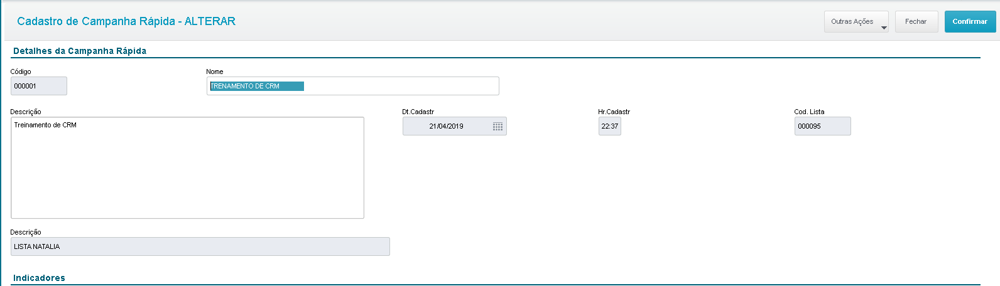 Cadastro de Campanha Rápida - ALTERAR
Outras Ações
Fechar
Confirmar
Detalhes da Campanha Rápida
Código
Nome
000001
TRENAMENTO DE CRM
Descrição
Dt.Cadastr
Hr.Cadastr
Cod. Lista
Treinamento de CRM
21/04/2019
22:37
000095
Descrição
LISTA NATALIA
Indicadores